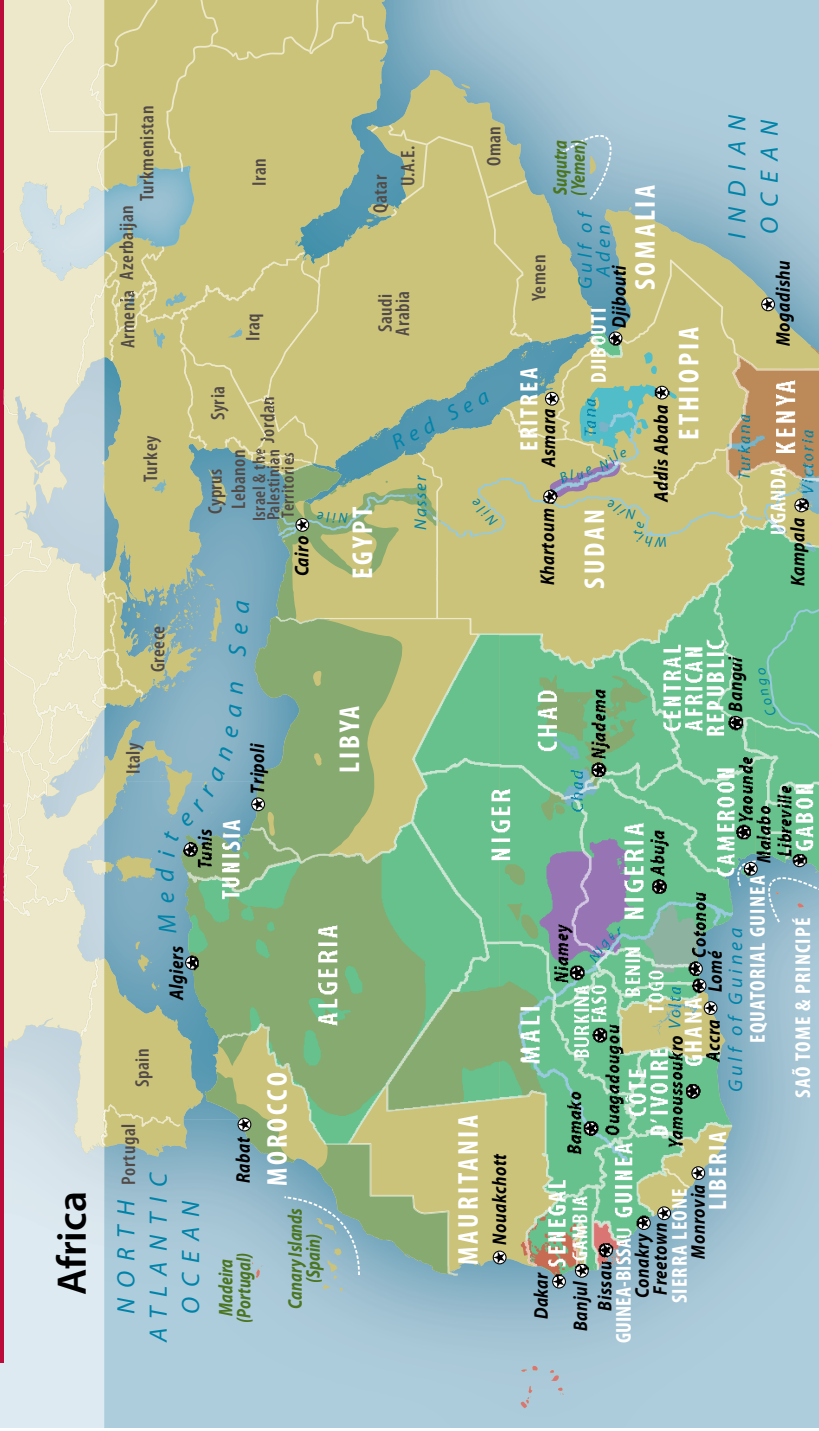 Africa
NORTH
ATLANTIC
OCEAN
Madeira
(Portugal)
Canary Islands
(Spain)
Portugal
Spain
Italy
Greece
Turkey
Cyprus
Lebanon
Israel & the
Palestinian
Territories
Jordan
Syria
Armenia
Azerbaijan
Turkmenistan
Iraq
Iran
Saudi
Arabia
Qatar
U.A.E.
Oman
Yemen
Suqutra
(Yemen)
Mediterranean Sea
Red Sea
Gulf of
Aden
INDIAN
OCEAN
Rabat
MOROCCO
Algiers
ALGERIA
Tunis
TUNISIA
Tripoli
LIBYA
Cairo
EGYPT
Nile
Nasser
Nile
MAURITANIA
Nouakchott
MALI
Bamako
NIGER
Niamey
Niger
CHAD
Njadema
Chad
SUDAN
Khartoum
Blue Nile
White Nile
ERITREA
Asmara
Tana
DJIBOUTI
Djibouti
ETHIOPIA
Addis Ababa
SOMALIA
Mogadishu
Dakar
SENEGAL
Banjul
GAMBIA
Bissau
GUINEA-BISSAU
GUINEA
Conakry
Freetown
SIERRA LEONE
Monrovia
LIBERIA
CÔTE
D'IVOIRE
Yamoussoukro
BURKINA
FASO
Ouagadougou
GHANA
Accra
Volta
TOGO
Lomé
BENIN
Cotonou
NIGERIA
Abuja
CAMEROON
Yaounde
CENTRAL
AFRICAN
REPUBLIC
Bangui
Congo
Gulf of Guinea
EQUATORIAL GUINEA
Malabo
SAÕ TOME & PRINCIPÉ
Libreville
GABON
UGANDA
Kampala
Victoria
Turkana
KENYA